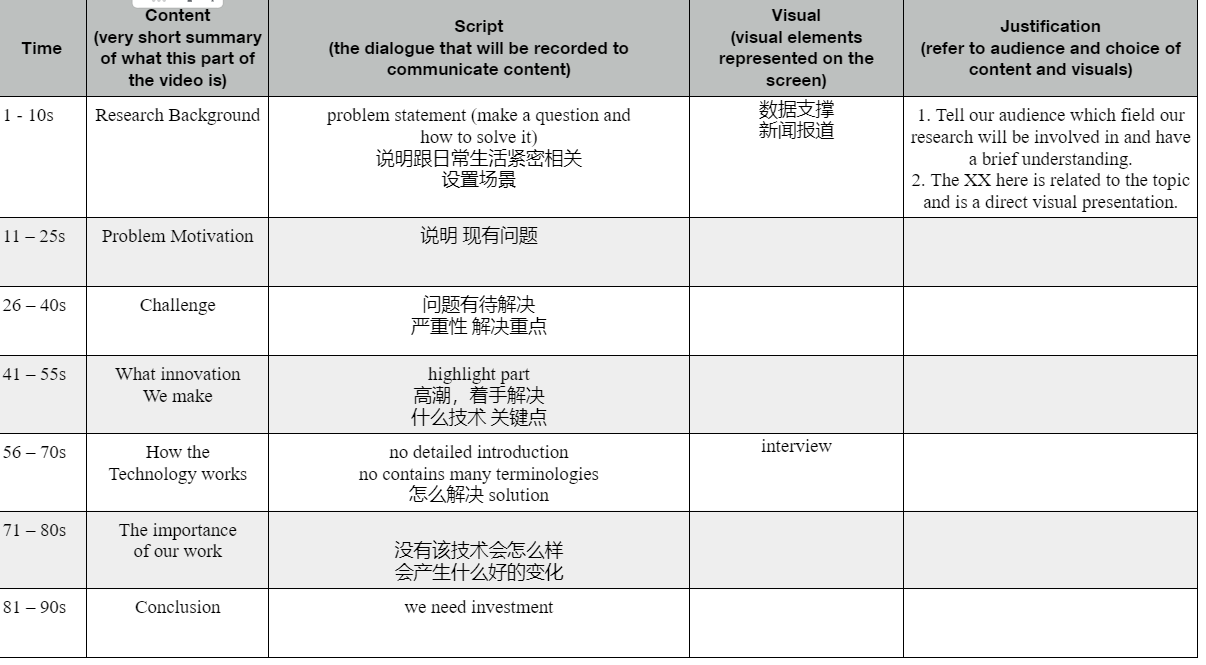 Time
Content
(very short summary
of what this part of
the video is)
Script
(the dialogue that will be recorded to
communicate content)
Visual
(visual elements
represented on the
screen)
Justification
(refer to audience and choice of
content and visuals)
1 - 10s
Research Background
problem statement (make a question and
how to solve it)
说明跟日常生活紧密相关
设置场景
数据支撑
新闻报道
1. Tell our audience which field our
research will be involved in and have
a brief understanding.
2. The XX here is related to the topic
and is a direct visual presentation.
11 – 25s
Problem Motivation
说明 现有问题
26 – 40s
Challenge
问题有待解决
严重性 解决重点
41 – 55s
What innovation
We make
highlight part
高潮，着手解决
什么技术 关键点
56 – 70s
How the
Technology works
no detailed introduction
no contains many terminologies
怎么解决 solution
interview
71 – 80s
The importance
of our work
没有该技术会怎么样
会产生什么好的变化
81 – 90s
Conclusion
we need investment